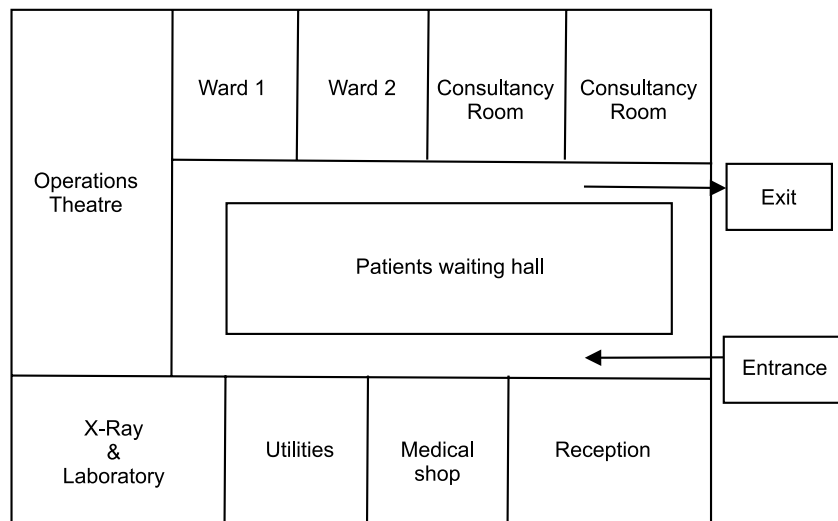 Ward 1
Ward 2
Consultancy
Room
Consultancy
Room
Operations
Theatre
Exit
Patients waiting hall
Entrance
X-Ray
&
Laboratory
Utilities
Medical
shop
Reception